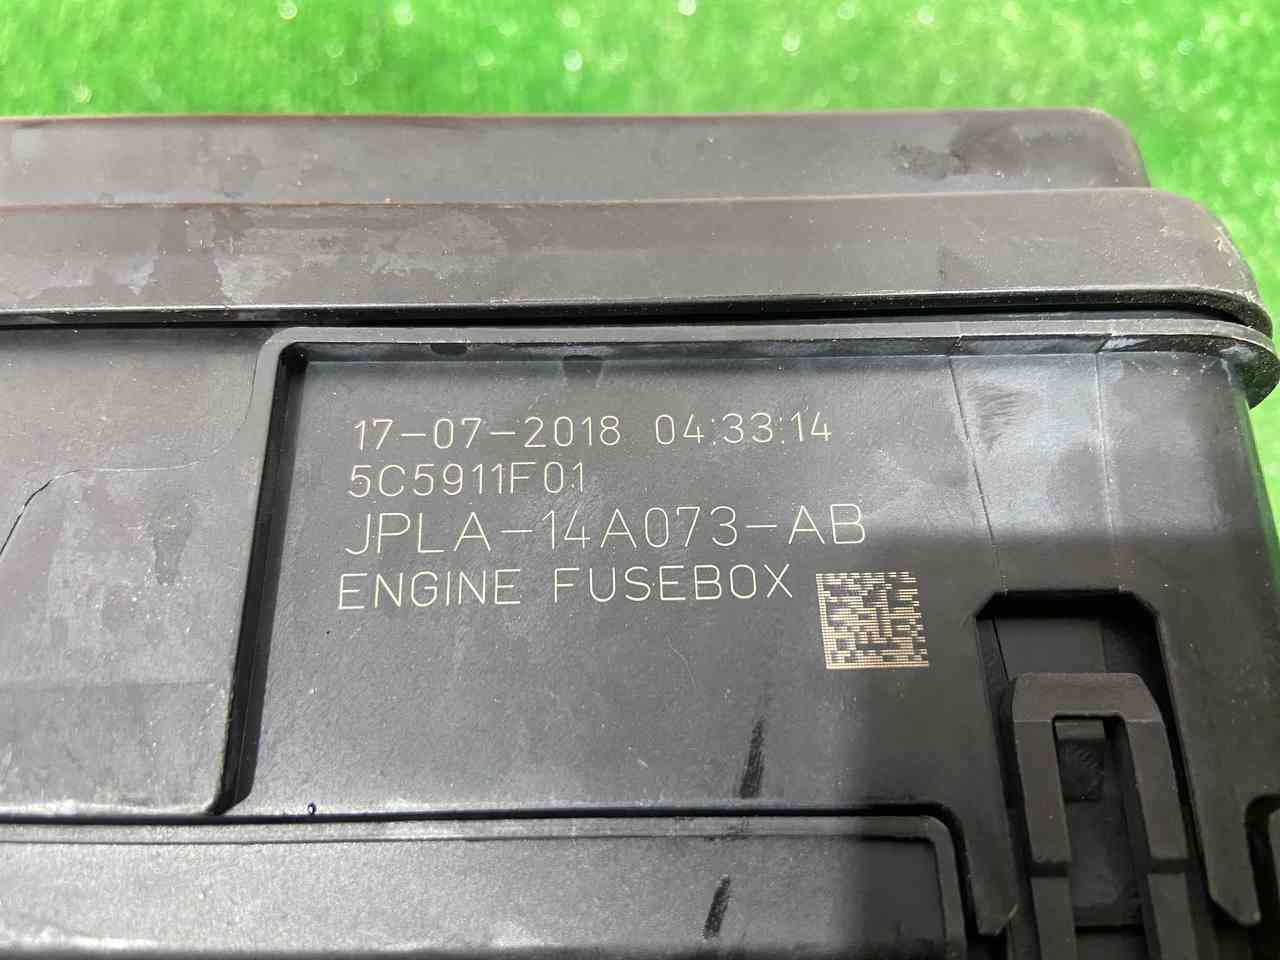 17-07-2018 04:33:14
5C5911F01
JPLA-14A073-AB
ENGINE FUSEBOX